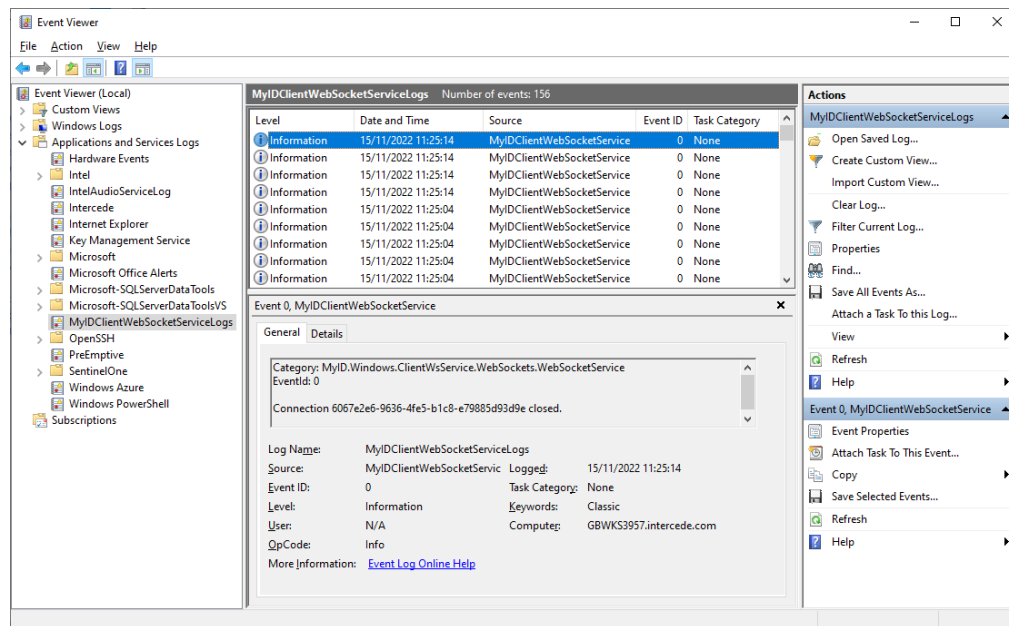 Event Viewer
File Action View Help
Event Viewer (Local)
Custom Views
Windows Logs
Applications and Services Logs
Hardware Events
Intel
IntelAudioServiceLog
Intercede
Internet Explorer
Key Management Service
Microsoft
Microsoft Office Alerts
Microsoft-SQLServerDataTools
Microsoft-SQLServerDataToolsVS
MyIDClientWebSocketServiceLogs
OpenSSH
PreEmptive
SentinelOne
Windows Azure
Windows PowerShell
Subscriptions
MyIDClientWebSocketServiceLogs Number of events: 156
Level Date and Time Source Event ID Task Category
Information 15/11/2022 11:25:14 MyIDClientWebSocketService 0 None
Information 15/11/2022 11:25:14 MyIDClientWebSocketService 0 None
Information 15/11/2022 11:25:14 MyIDClientWebSocketService 0 None
Information 15/11/2022 11:25:14 MyIDClientWebSocketService 0 None
Information 15/11/2022 11:25:04 MyIDClientWebSocketService 0 None
Information 15/11/2022 11:25:04 MyIDClientWebSocketService 0 None
Information 15/11/2022 11:25:04 MyIDClientWebSocketService 0 None
Information 15/11/2022 11:25:04 MyIDClientWebSocketService 0 None
Information 15/11/2022 11:25:04 MyIDClientWebSocketService 0 None
Event 0, MyIDClientWebSocketService
General Details
Category: MyID.Windows.ClientWsService.WebSockets.WebSocketService
EventId: 0
Connection 6067e2e6-9636-4fe5-b1c8-e79885d93d9e closed.
Log Name: MyIDClientWebSocketServiceLogs
Source: MyIDClientWebSocketServic Logged: 15/11/2022 11:25:14
Event ID: 0 Task Category: None
Level: Information Keywords: Classic
User: N/A Computer: GBWKS3957.intercede.com
OpCode: Info
More Information: Event Log Online Help
Actions
MyIDClientWebSocketServiceLogs
Open Saved Log...
Create Custom View...
Import Custom View...
Clear Log...
Filter Current Log...
Properties
Find...
Save All Events As...
Attach a Task To this Log...
View
Refresh
Help
Event 0, MyIDClientWebSocketService
Event Properties
Attach Task To This Event...
Copy
Save Selected Events...
Refresh
Help